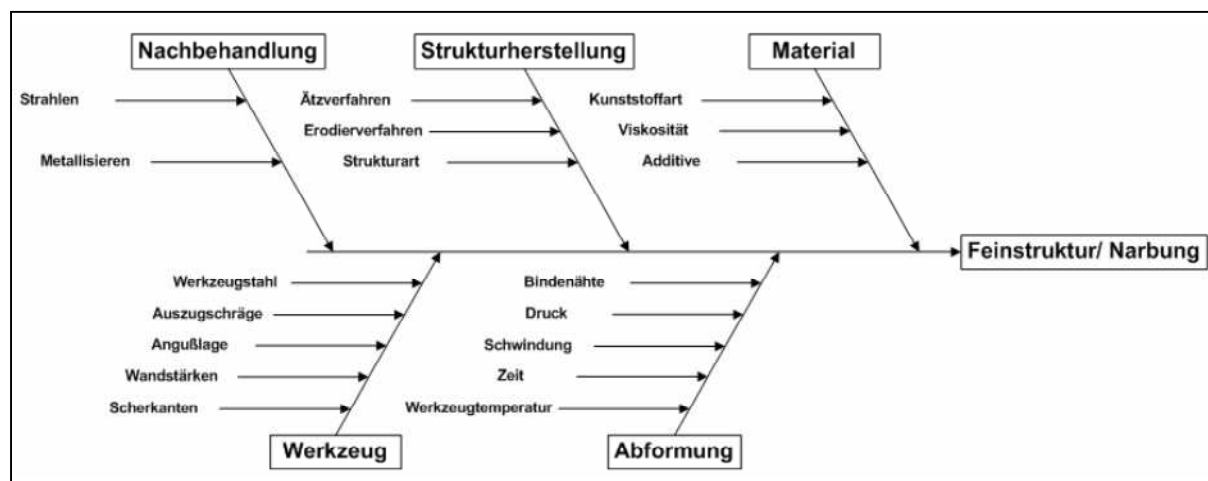 Nachbehandlung
Strahlen
Metallisieren
Strukturherstellung
Ätzverfahren
Erodierverfahren
Strukturart
Material
Kunststoffart
Viskosität
Additive
Feinstruktur/ Narbung
Werkzeugstahl
Auszugschräge
Angußlage
Wandstärken
Scherkanten
Werkzeug
Bindenähte
Druck
Schwindung
Zeit
Werkzeugtemperatur
Abformung